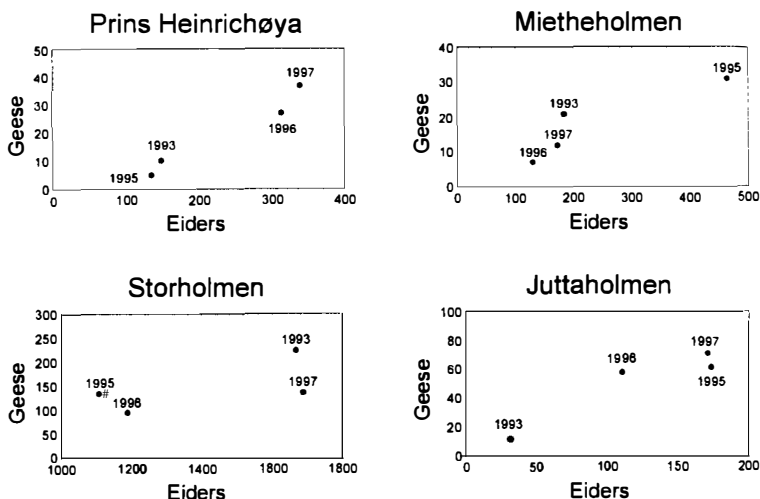 Prins Heinrichøya
50
40
30
20
10
0
Geese
1997
1996
1993
1995
0 100 200 300 400
Eiders
Mietheholmen
40
30
20
10
0
Geese
1995
1993
1997
1996
0 100 200 300 400 500
Eiders
Storholmen
300
250
200
150
100
50
0
Geese
1993
1995
#
1996
1997
1000 1200 1400 1600 1800
Eiders
Juttaholmen
100
80
60
40
20
0
Geese
1997
1996
1995
1993
0 50 100 150 200
Eiders